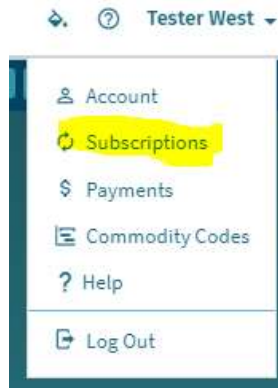 Tester West
Account
Subscriptions
$ Payments
Commodity Codes
? Help
Log Out